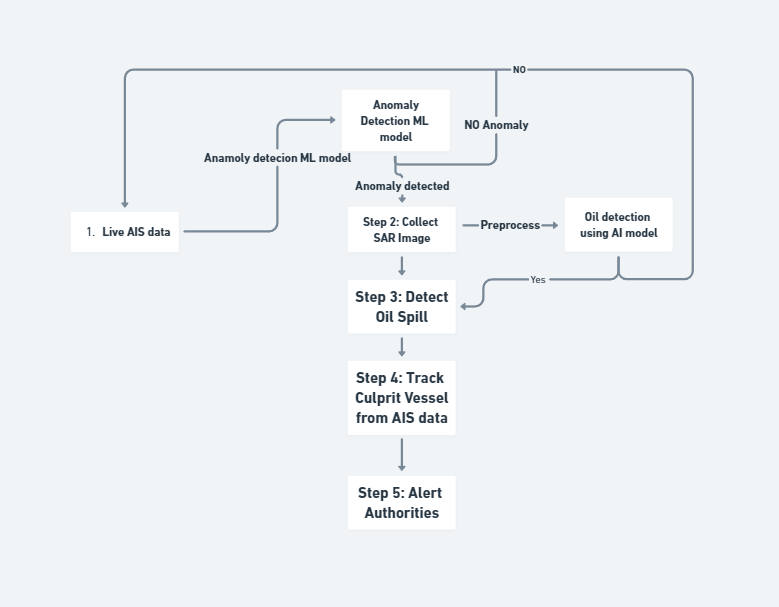 NO
Anomaly
Detection ML
model
NO Anomaly
Anamoly detecion ML model
Anomaly detected
1. Live AIS data
Step 2: Collect
SAR Image
Preprocess
Oil detection
using AI model
Yes
Step 3: Detect
Oil Spill
Step 4: Track
Culprit Vessel
from AIS data
Step 5: Alert
Authorities